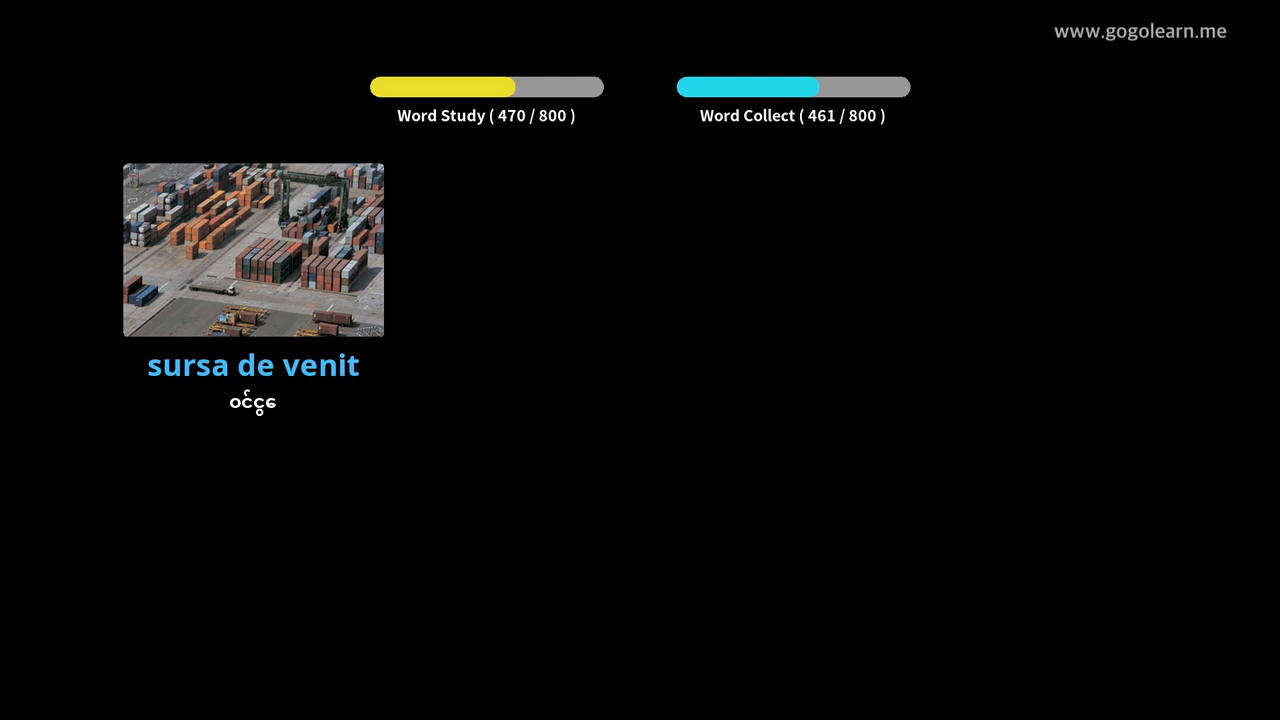 www.gogolearn.me
Word Study ( 470 / 800 )
Word Collect ( 461 / 800 )
sursa de venit
ဝင်ငွေ